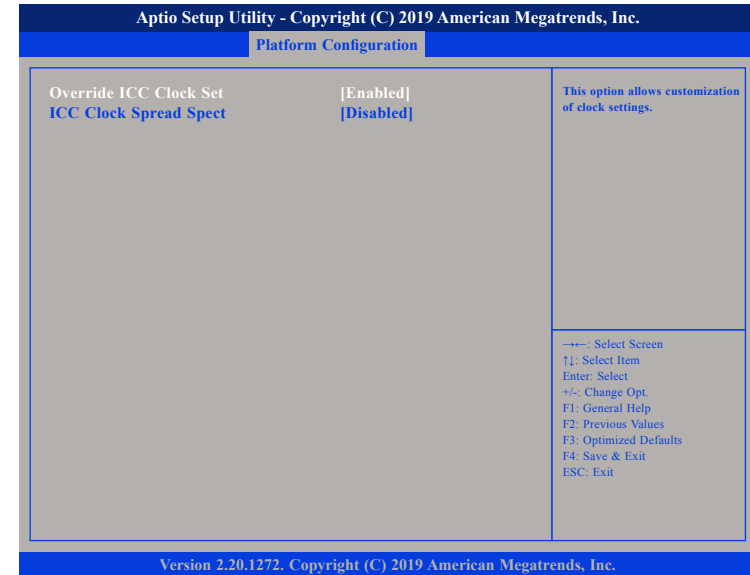 Aptio Setup Utility - Copyright (C) 2019 American Megatrends, Inc.
Platform Configuration
Override ICC Clock Set [Enabled]
ICC Clock Spread Spect [Disabled]
This option allows customization
of clock settings.
→←: Select Screen
↑↓: Select Item
Enter: Select
+/-: Change Opt.
F1: General Help
F2: Previous Values
F3: Optimized Defaults
F4: Save & Exit
ESC: Exit
Version 2.20.1272. Copyright (C) 2019 American Megatrends, Inc.